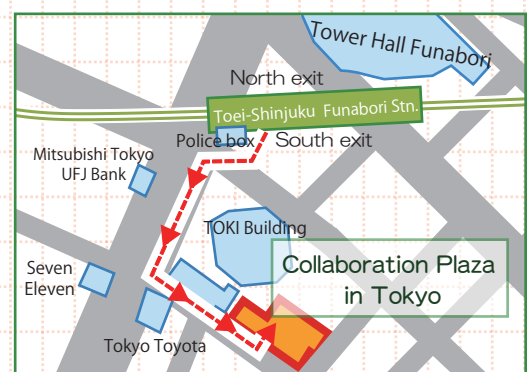 Tower Hall Funabori
North exit
Toei-Shinjuku Funabori Stn.
Police box
South exit
Mitsubishi Tokyo
UFJ Bank
TOKI Building
Collaboration Plaza
in Tokyo
Seven
Eleven
Tokyo Toyota